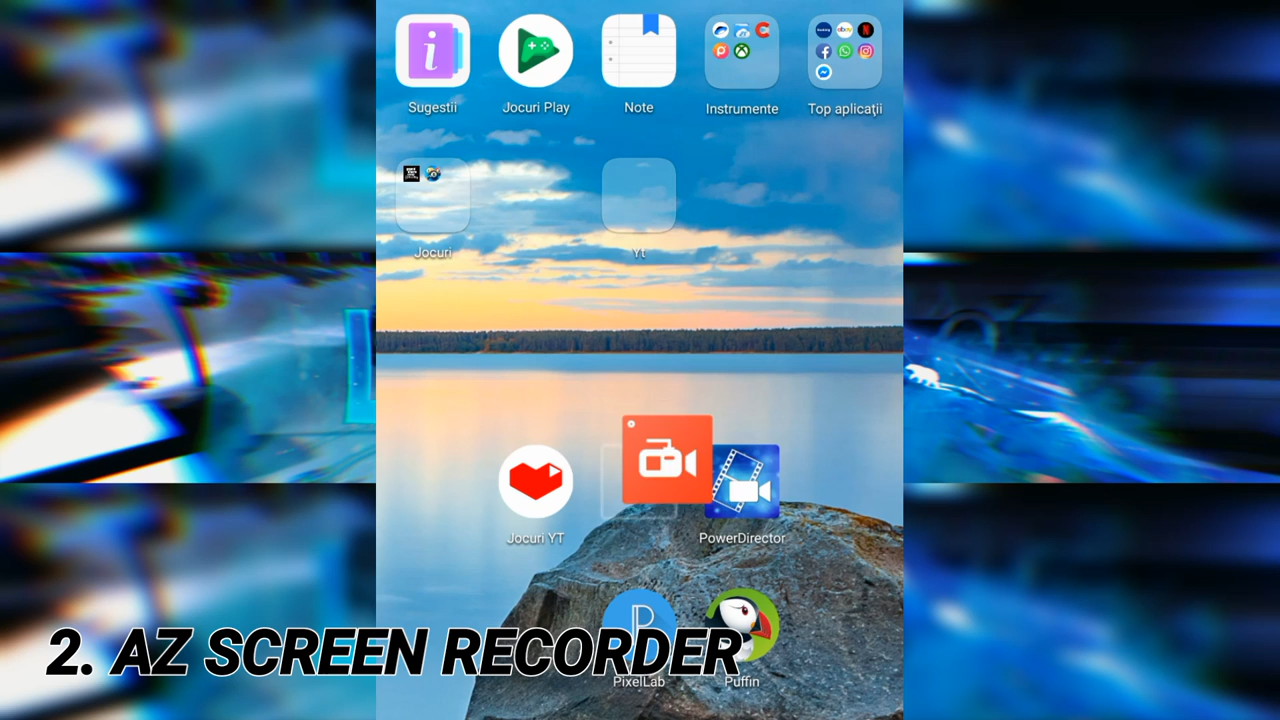 Sugestii
Jocuri Play
Note
Instrumente
Top aplicații
Jocuri
Yt
Jocuri YT
PowerDirector
2. AZ SCREEN RECORDER
PixelLab
Puffin